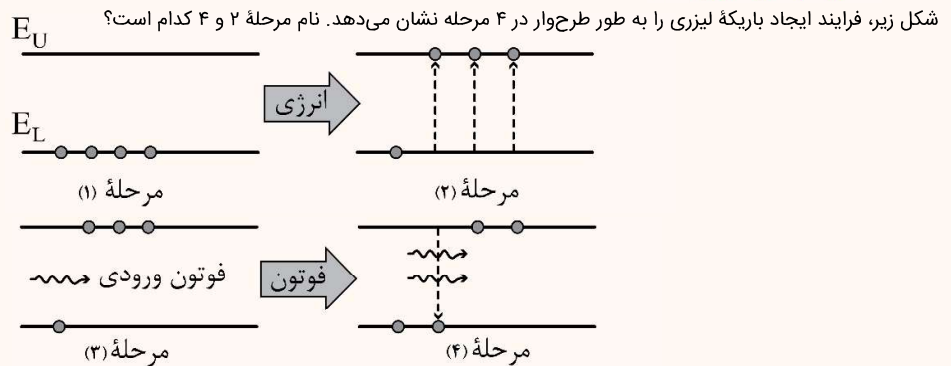 شکل زیر، فرایند ایجاد باریکهٔ لیزری را به طور طرح‌وار در ۴ مرحله نشان می‌دهد. نام مرحلهٔ ۲ و ۴ کدام است؟
E_U
انرژی
E_L
مرحلهٔ (۱)
مرحلهٔ (۲)
فوتون ورودی
فوتون
مرحلهٔ (۳)
مرحلهٔ (۴)